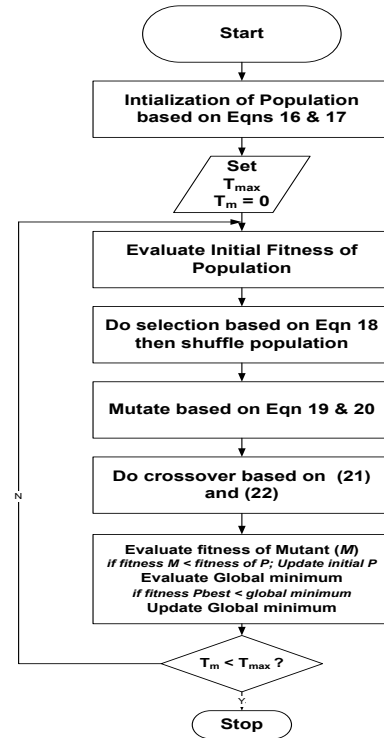 Start
Intialization of Population
based on Eqns 16 & 17
Set
Tmax
Tm = 0
Evaluate Initial Fitness of
Population
Do selection based on Eqn 18
then shuffle population
Mutate based on Eqn 19 & 20
Do crossover based on (21)
and (22)
N
Evaluate fitness of Mutant (M)
if fitness M < fitness of P; Update initial P
Evaluate Global minimum
if fitness Pbest < global minimum
Update Global minimum
Tm < Tmax ?
Y
Stop